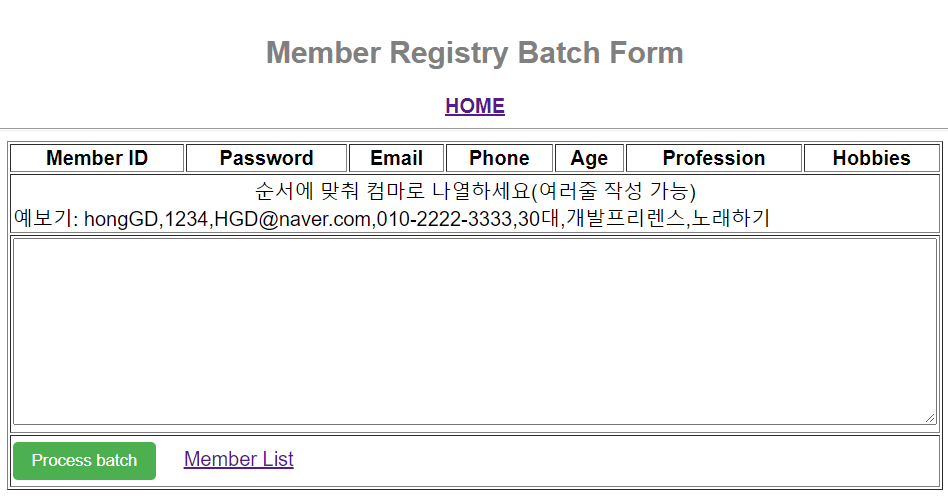 Member Registry Batch Form
HOME
Member ID Password Email Phone Age Profession Hobbies
순서에 맞춰 컴마로 나열하세요(여러줄 작성 가능)
예보기: hongGD,1234,HGD@naver.com,010-2222-3333,30대,개발프리렌스,노래하기
Process batch Member List